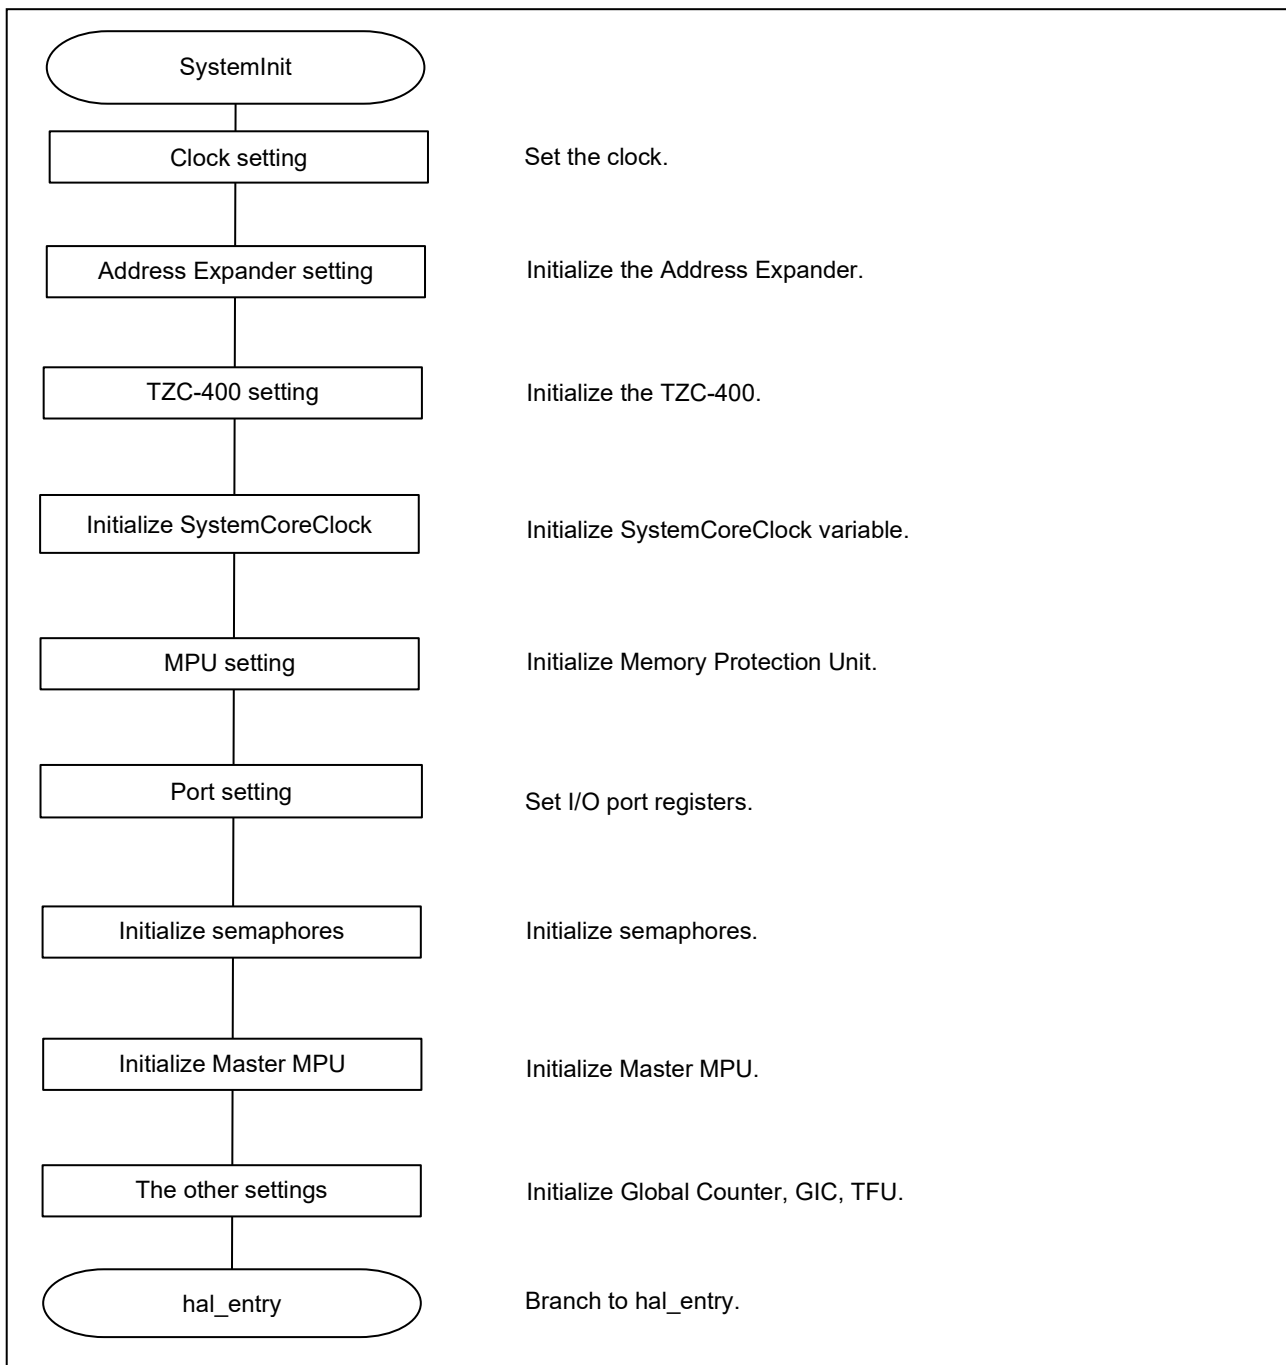 SystemInit
Clock setting
Set the clock.
Address Expander setting
Initialize the Address Expander.
TZC-400 setting
Initialize the TZC-400.
Initialize SystemCoreClock
Initialize SystemCoreClock variable.
MPU setting
Initialize Memory Protection Unit.
Port setting
Set I/O port registers.
Initialize semaphores
Initialize semaphores.
Initialize Master MPU
Initialize Master MPU.
The other settings
Initialize Global Counter, GIC, TFU.
hal_entry
Branch to hal_entry.